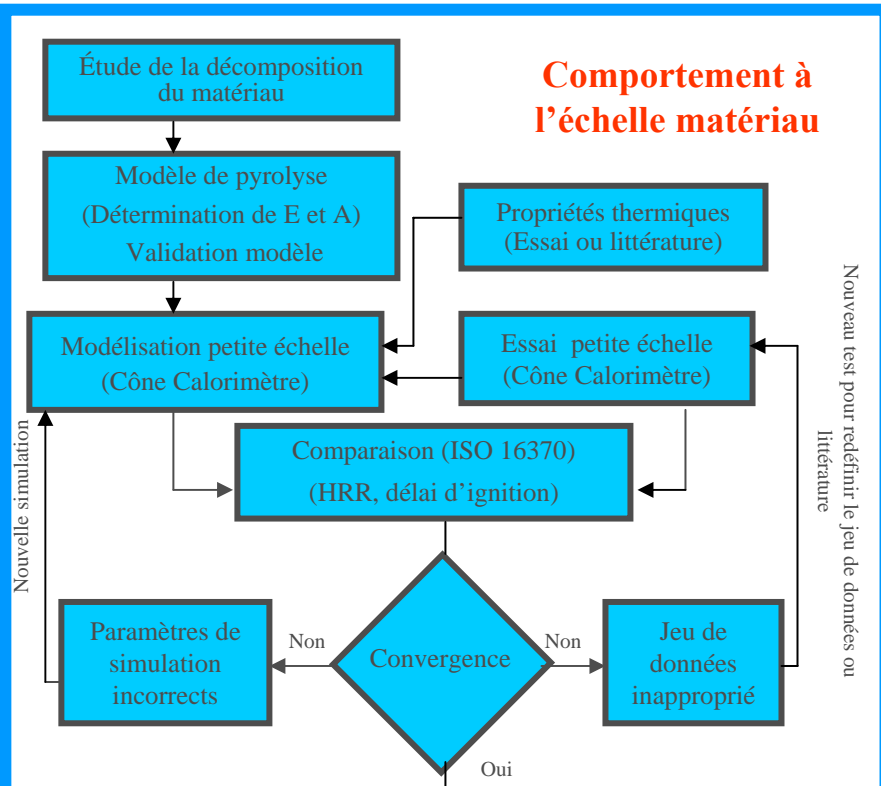 Étude de la décomposition
du matériau
Comportement à
l’échelle matériau
Modèle de pyrolyse
(Détermination de E et A)
Validation modèle
Propriétés thermiques
(Essai ou littérature)
Modélisation petite échelle
(Cône Calorimètre)
Essai petite échelle
(Cône Calorimètre)
Nouveau test pour redéfinir le jeu de données ou
littérature
Comparaison (ISO 16370)
(HRR, délai d’ignition)
Nouvelle simulation
Paramètres de
simulation
incorrects
Non
Convergence
Non
Jeu de
données
inapproprié
Oui